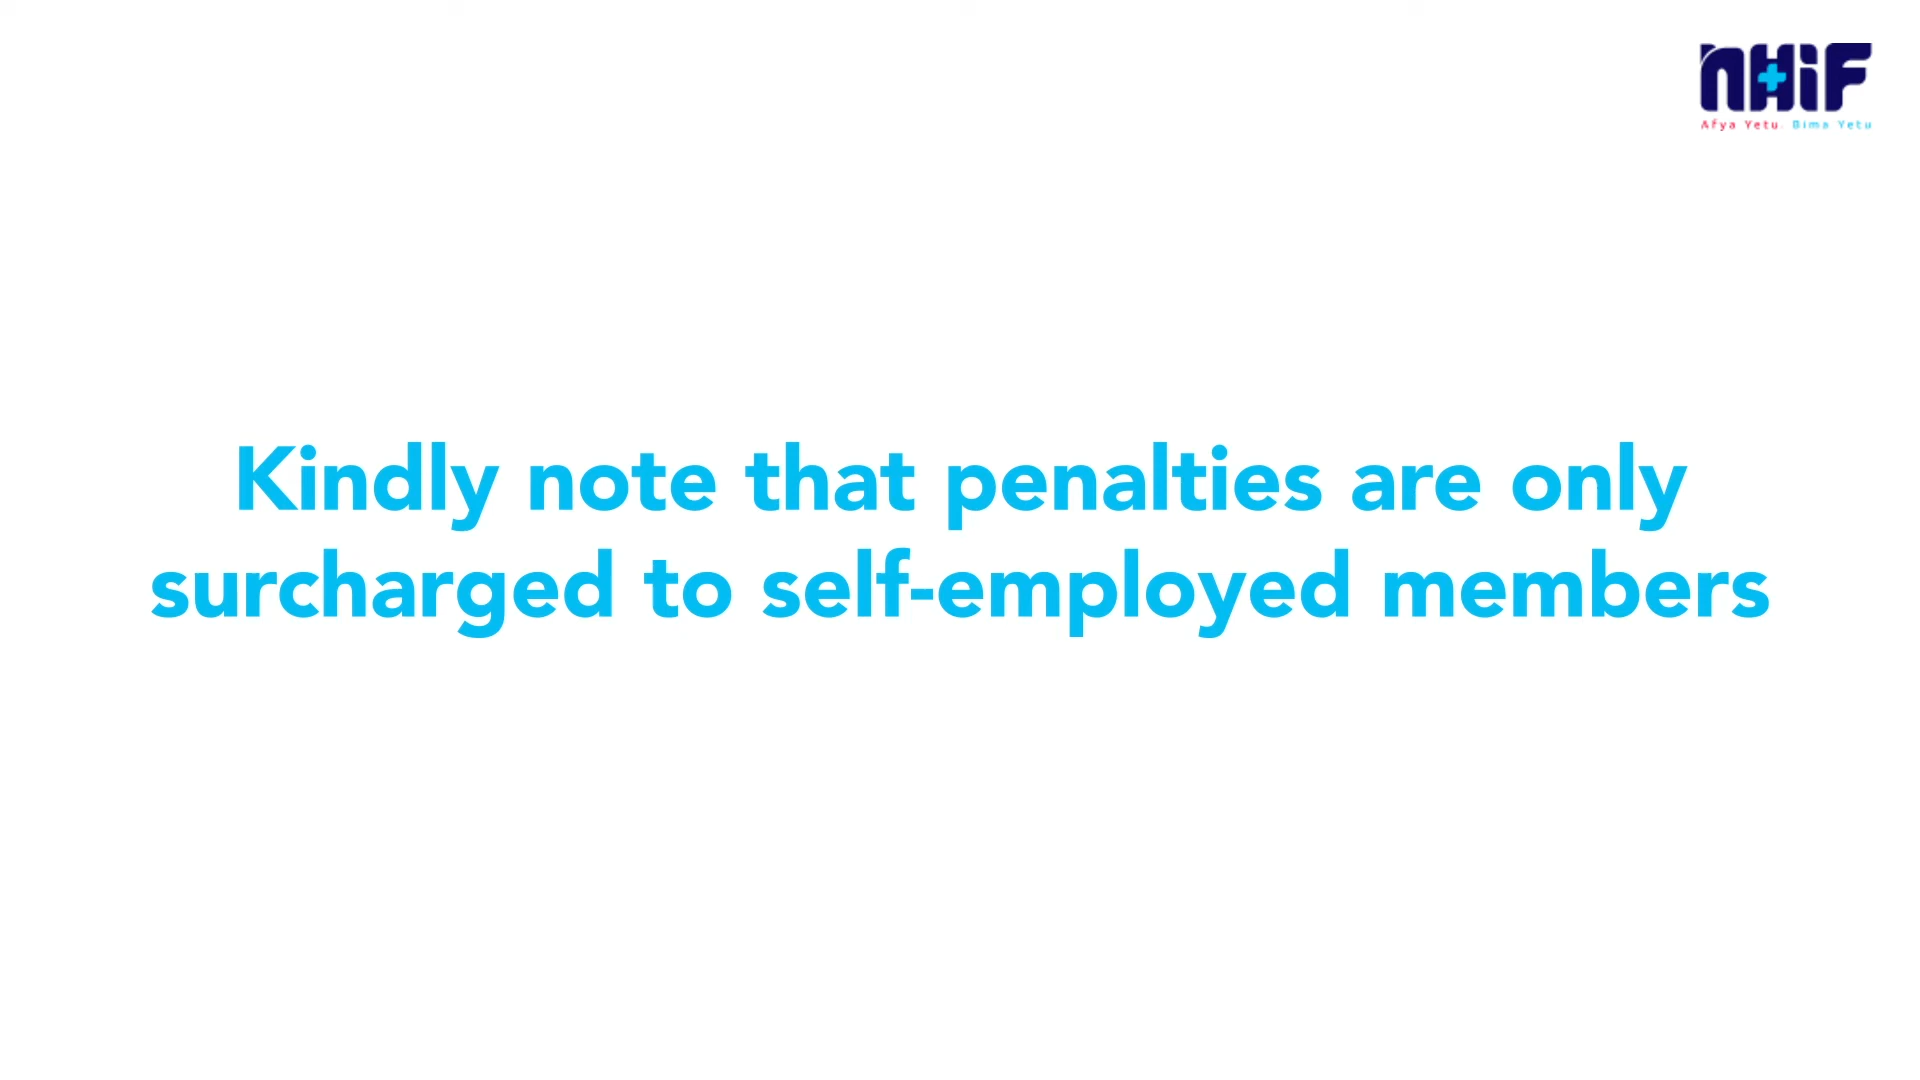 NHiF
Afya Yetu. Bima Yetu
Kindly note that penalties are only
surcharged to self-employed members